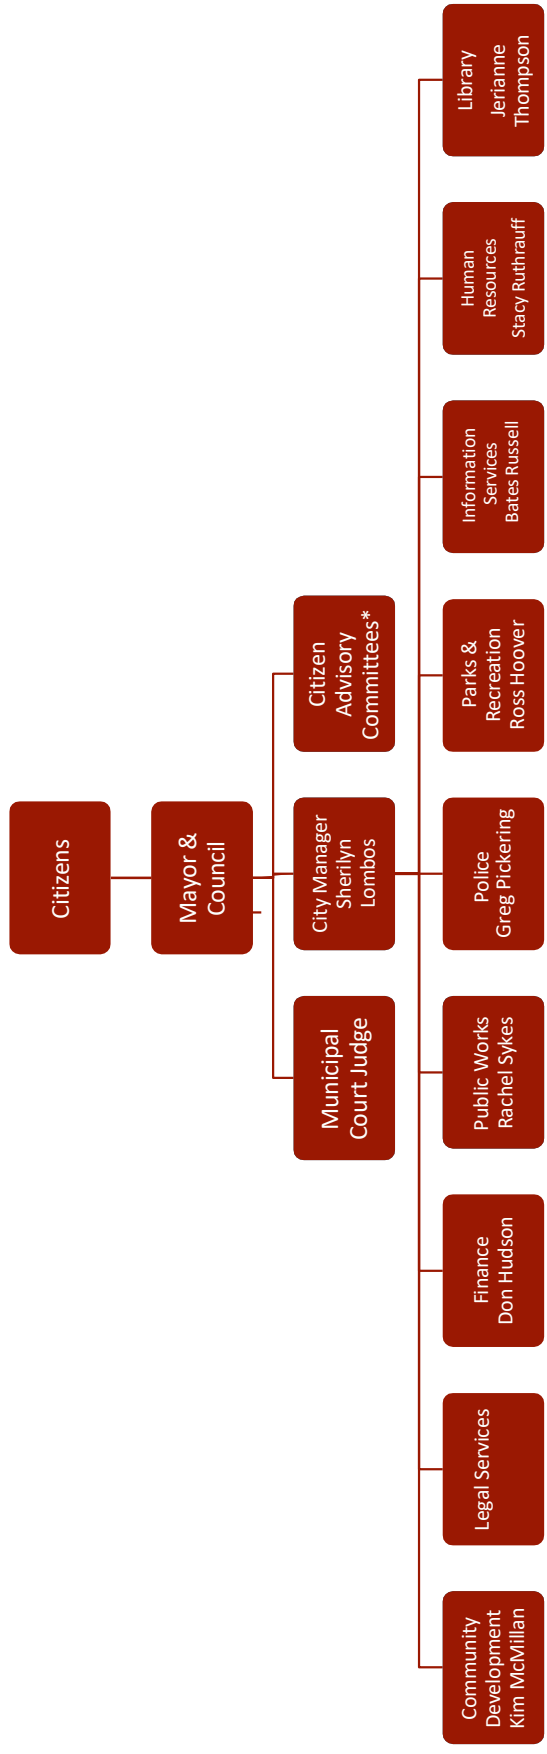 Citizens
Mayor &
Council
Municipal
Court Judge
City Manager
Sherilyn
Lombos
Citizen
Advisory
Committees*
Community
Development
Kim McMillan
Legal Services
Finance
Don Hudson
Public Works
Rachel Sykes
Police
Greg Pickering
Parks &
Recreation
Ross Hoover
Information
Services
Bates Russell
Human
Resources
Stacy Ruthrauff
Library
Jerianne
Thompson